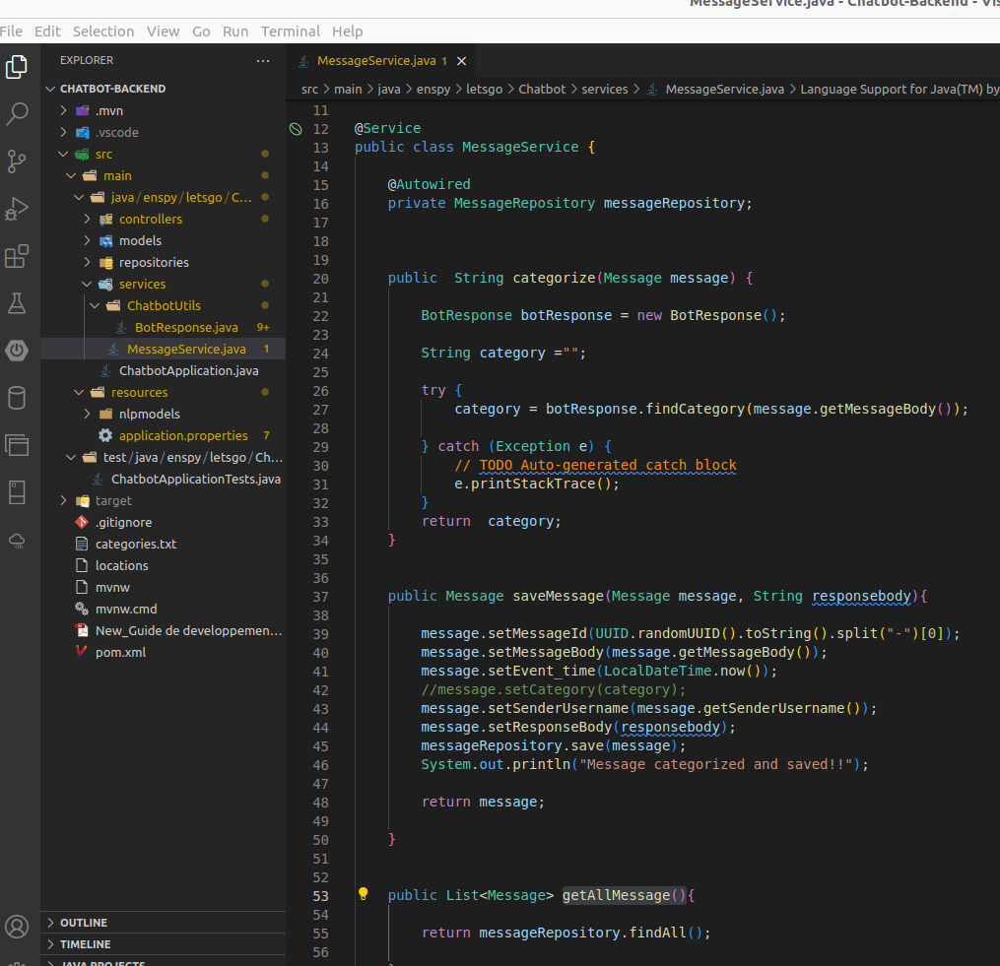 MessageService.java - Chatbot-Backend - Vis
File Edit Selection View Go Run Terminal Help
EXPLORER
CHATBOT-BACKEND
.mvn
.vscode
src
main
java / enspy / letsgo / C...
controllers
models
repositories
services
ChatbotUtils
BotResponse.java 9+
MessageService.java 1
ChatbotApplication.java
resources
nlpmodels
application.properties 7
test / java / enspy / letsgo / Ch...
ChatbotApplicationTests.java
target
.gitignore
categories.txt
locations
mvnw
mvnw.cmd
New_Guide de developpemen...
pom.xml
OUTLINE
TIMELINE
JAVA PROJECTS
MessageService.java 1
src > main > java > enspy > letsgo > Chatbot > services > MessageService.java > Language Support for Java(TM) by
11
12 @Service
13 public class MessageService {
14
15 @Autowired
16 private MessageRepository messageRepository;
17
18
19
20 public  String categorize(Message message) {
21
22 BotResponse botResponse = new BotResponse();
23
24 String category ="";
25
26 try {
27 category = botResponse.findCategory(message.getMessageBody());
28
29 } catch (Exception e) {
30 // TODO Auto-generated catch block
31 e.printStackTrace();
32 }
33 return  category;
34 }
35
36
37 public Message saveMessage(Message message, String responsebody){
38
39 message.setMessageId(UUID.randomUUID().toString().split("-")[0]);
40 message.setMessageBody(message.getMessageBody());
41 message.setEvent_time(LocalDateTime.now());
42 //message.setCategory(category);
43 message.setSenderUsername(message.getSenderUsername());
44 message.setResponseBody(responsebody);
45 messageRepository.save(message);
46 System.out.println("Message categorized and saved!!");
47
48 return message;
49
50 }
51
52
53 public List<Message> getAllMessage(){
54
55 return messageRepository.findAll();
56